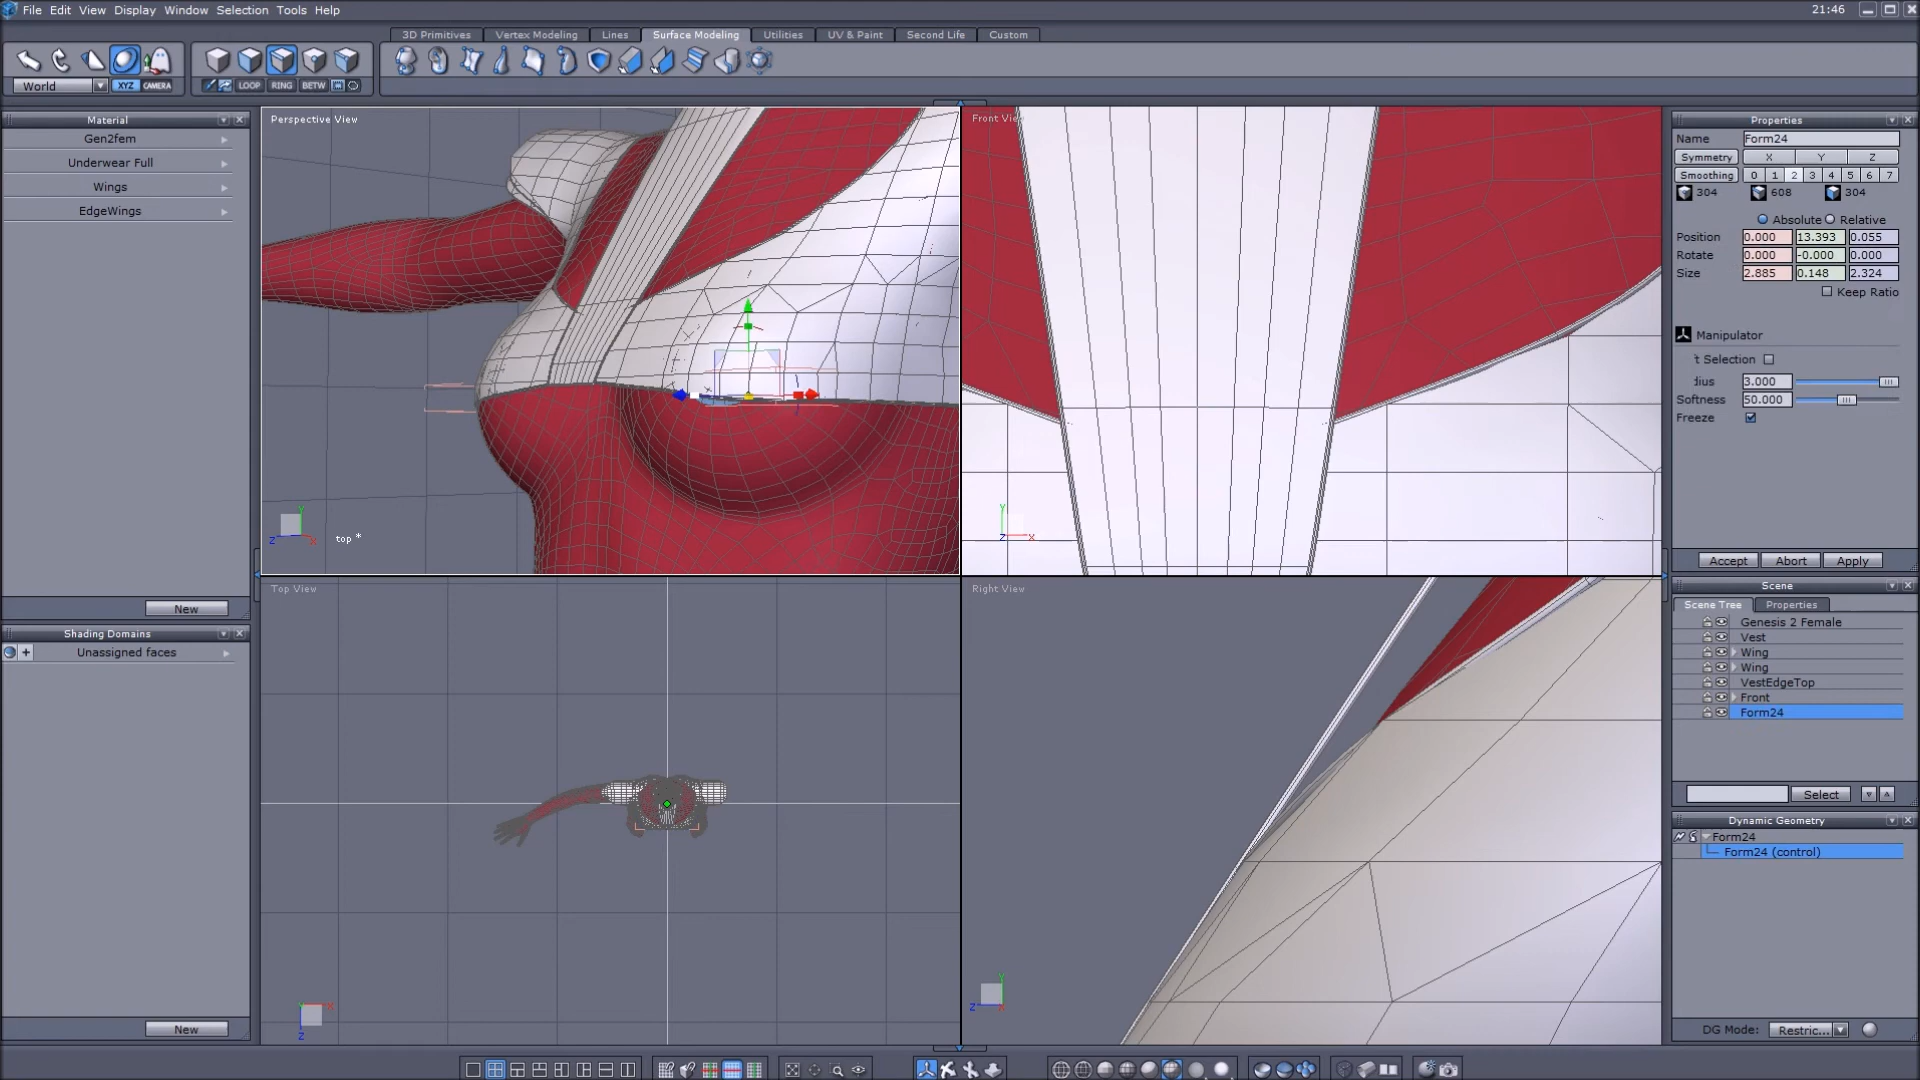 File Edit View Display Window Selection Tools Help
21:46
3D Primitives Vertex Modeling Lines Surface Modeling Utilities UV & Paint Second Life Custom
World XYZ CAMERA LOOP RING BETW
Material
Gen2fem
Underwear Full
Wings
EdgeWings
New
Shading Domains
+ Unassigned faces
New
Perspective View
top *
Front View
Top View
Right View
Properties
Name Form24
Symmetry X Y Z
Smoothing 0 1 2 3 4 5 6 7
304 608 304
Absolute Relative
Position 0.000 13.393 0.055
Rotate 0.000 -0.000 0.000
Size 2.885 0.148 2.324
Keep Ratio
Manipulator
't Selection
dius 3.000
Softness 50.000
Freeze
Accept Abort Apply
Scene
Scene Tree Properties
Genesis 2 Female
Vest
Wing
Wing
VestEdgeTop
Front
Form24
Select
Dynamic Geometry
Form24
Form24 (control)
DG Mode: Restric...